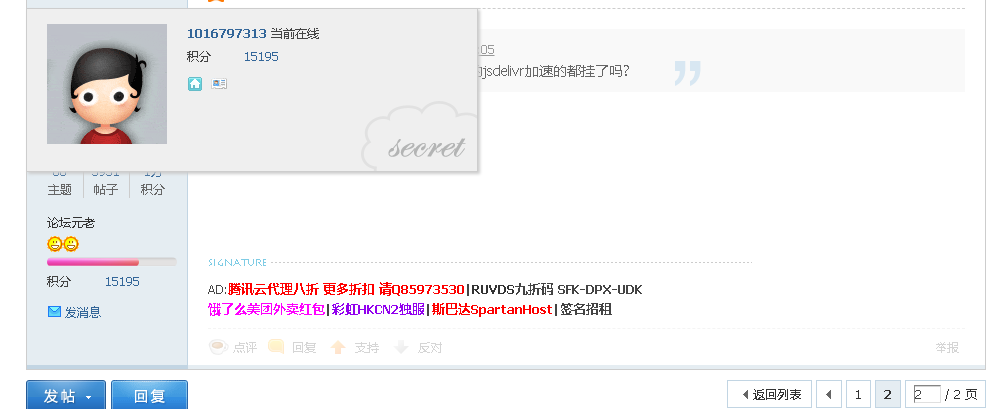 1016797313 当前在线
积分 15195
secret
05
jsdelivr加速的都挂了吗?
主题 帖子 积分
论坛元老
积分 15195
发消息
SIGNATURE
AD:腾讯云代理八折 更多折扣 请Q85973530|RUVDS九折码 SFK-DPX-UDK
饿了么美团外卖红包|彩虹HKCN2独服|斯巴达SpartanHost|签名招租
点评 回复 支持 反对 举报
发帖 回复 返回列表 1 2 2 / 2 页